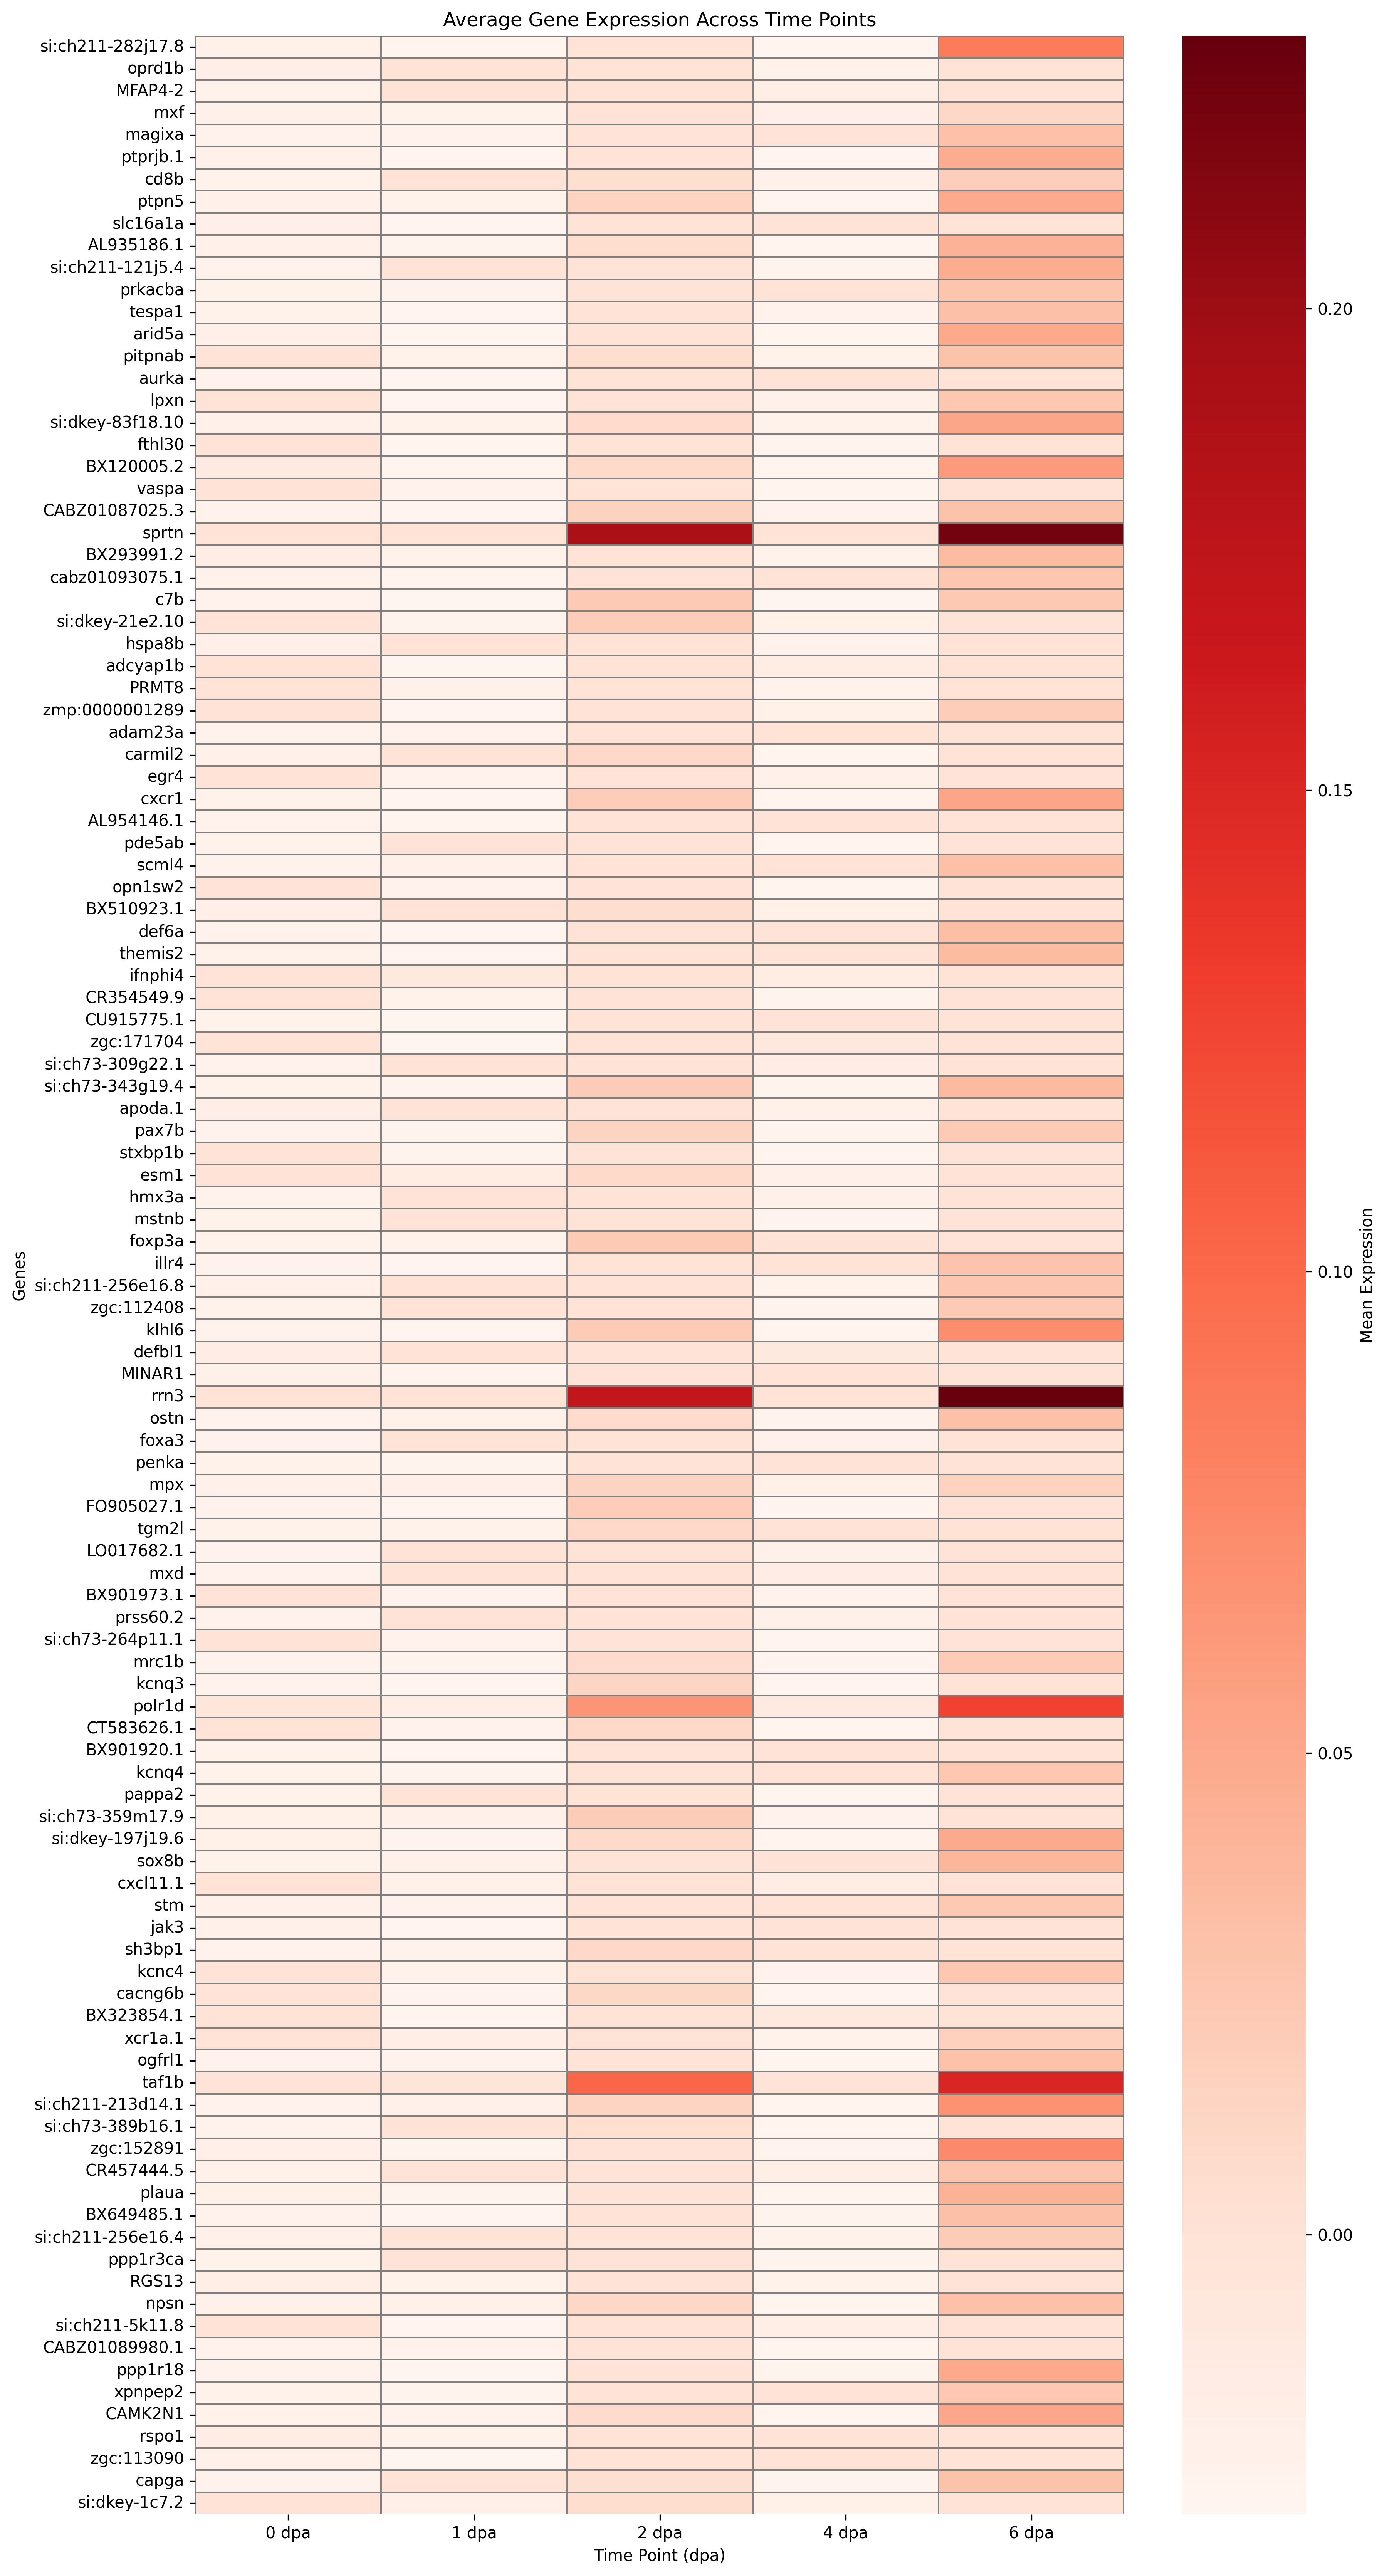 Average Gene Expression Across Time Points
si:ch211-282j17.8
oprd1b
MFAP4-2
mxf
magixa
ptprjb.1
cd8b
ptpn5
slc16a1a
AL935186.1
si:ch211-121j5.4
prkacba
tespa1
arid5a
pitpnab
aurka
lpxn
si:dkey-83f18.10
fthl30
BX120005.2
vaspa
CABZ01087025.3
sprtn
BX293991.2
cabz01093075.1
c7b
si:dkey-21e2.10
hspa8b
adcyap1b
PRMT8
zmp:0000001289
adam23a
carmil2
egr4
cxcr1
AL954146.1
pde5ab
scml4
opn1sw2
BX510923.1
def6a
themis2
ifnphi4
CR354549.9
CU915775.1
zgc:171704
si:ch73-309g22.1
si:ch73-343g19.4
apoda.1
pax7b
stxbp1b
esm1
hmx3a
mstnb
foxp3a
illr4
si:ch211-256e16.8
zgc:112408
klhl6
defbl1
MINAR1
rrn3
ostn
foxa3
penka
mpx
FO905027.1
tgm2l
LO017682.1
mxd
BX901973.1
prss60.2
si:ch73-264p11.1
mrc1b
kcnq3
polr1d
CT583626.1
BX901920.1
kcnq4
pappa2
si:ch73-359m17.9
si:dkey-197j19.6
sox8b
cxcl11.1
stm
jak3
sh3bp1
kcnc4
cacng6b
BX323854.1
xcr1a.1
ogfrl1
taf1b
si:ch211-213d14.1
si:ch73-389b16.1
zgc:152891
CR457444.5
plaua
BX649485.1
si:ch211-256e16.4
ppp1r3ca
RGS13
npsn
si:ch211-5k11.8
CABZ01089980.1
ppp1r18
xpnpep2
CAMK2N1
rspo1
zgc:113090
capga
si:dkey-1c7.2
Genes
0 dpa
1 dpa
2 dpa
4 dpa
6 dpa
Time Point (dpa)
0.20
0.15
0.10
0.05
0.00
Mean Expression